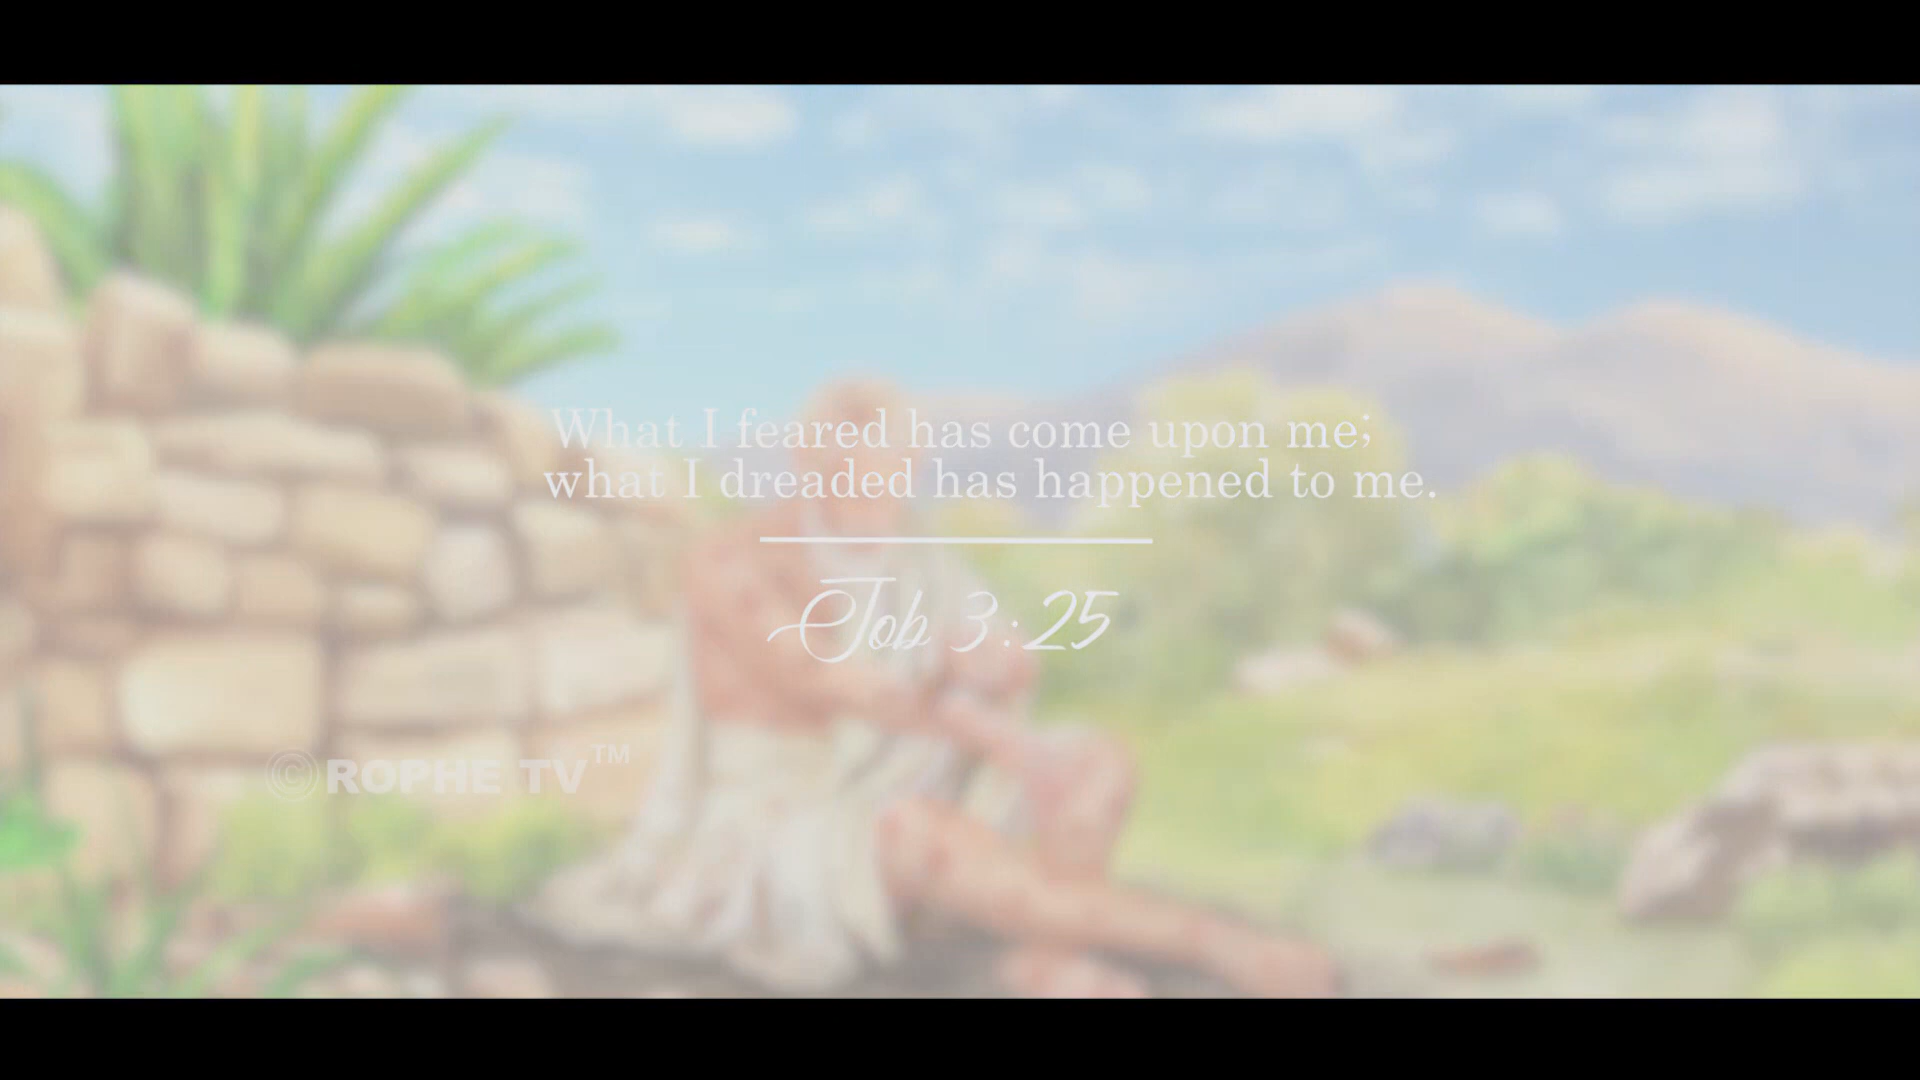 What I feared has come upon me;
what I dreaded has happened to me.
Job 3:25
©ROPHE TV™